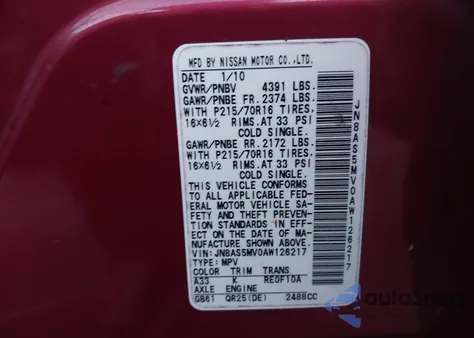 MFD BY NISSAN MOTOR CO.,LTD.
DATE 1/10
GVWR/PNBV 4391 LBS.
GAWR/PNBE FR. 2374 LBS.
WITH P215/70R16 TIRES,
16X6½ RIMS.AT 33 PSI
COLD SINGLE.
GAWR/PNBE RR. 2172 LBS.
WITH P215/70R16 TIRES,
16X6½ RIMS.AT 33 PSI
COLD SINGLE.
THIS VEHICLE CONFORMS
TO ALL APPLICABLE FED-
ERAL MOTOR VEHICLE SA-
FETY AND THEFT PREVEN-
TION STANDARDS IN EFF-
ECT ON THE DATE OF MAN-
UFACTURE SHOWN ABOVE.
VIN:JN8AS5MV0AW126217
TYPE:MPV
COLOR TRIM TRANS
A33 K RE0F10A
AXLE ENGINE
GB61 QR25(DE) 2488CC
JN8AS5MV0AW126217
AutoSnap